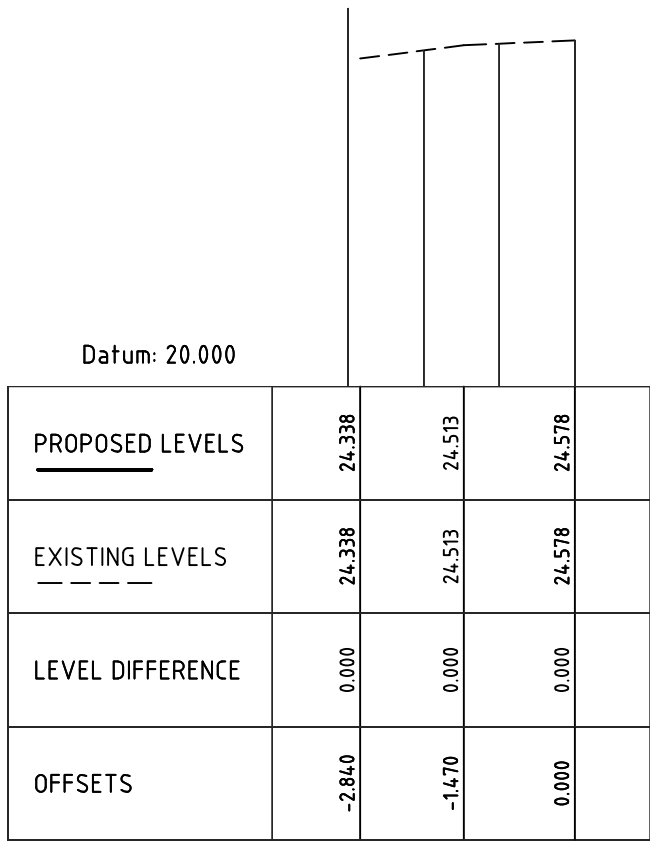 Datum: 20.000
PROPOSED LEVELS 24.338 24.513 24.578
EXISTING LEVELS 24.338 24.513 24.578
LEVEL DIFFERENCE 0.000 0.000 0.000
OFFSETS -2.840 -1.470 0.000